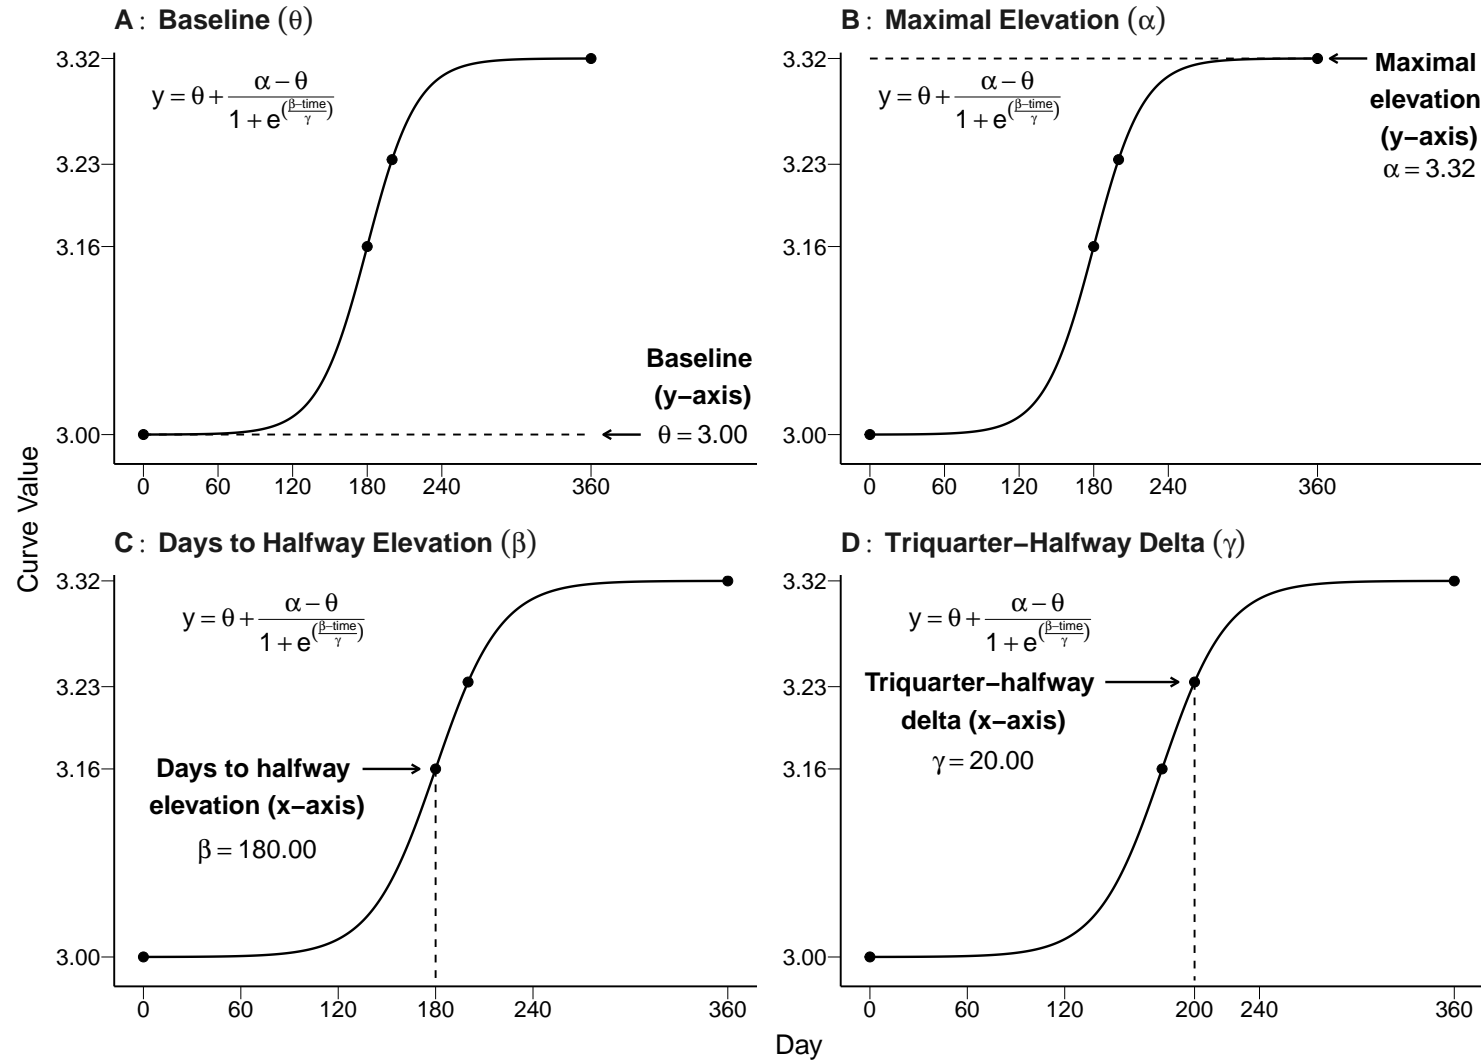 A : Baseline (θ)
3.32
3.23
3.16
3.00
y = θ + α − θ / 1 + e^((β−time)/γ)
Baseline
(y−axis)
θ = 3.00
0 60 120 180 240 360
B : Maximal Elevation (α)
3.32
3.23
3.16
3.00
y = θ + α − θ / 1 + e^((β−time)/γ)
Maximal
elevation
(y−axis)
α = 3.32
0 60 120 180 240 360
Curve Value
C : Days to Halfway Elevation (β)
3.32
3.23
3.16
3.00
y = θ + α − θ / 1 + e^((β−time)/γ)
Days to halfway
elevation (x−axis)
β = 180.00
0 60 120 180 240 360
D : Triquarter−Halfway Delta (γ)
3.32
3.23
3.16
3.00
y = θ + α − θ / 1 + e^((β−time)/γ)
Triquarter−halfway
delta (x−axis)
γ = 20.00
0 60 120 200 240 360
Day